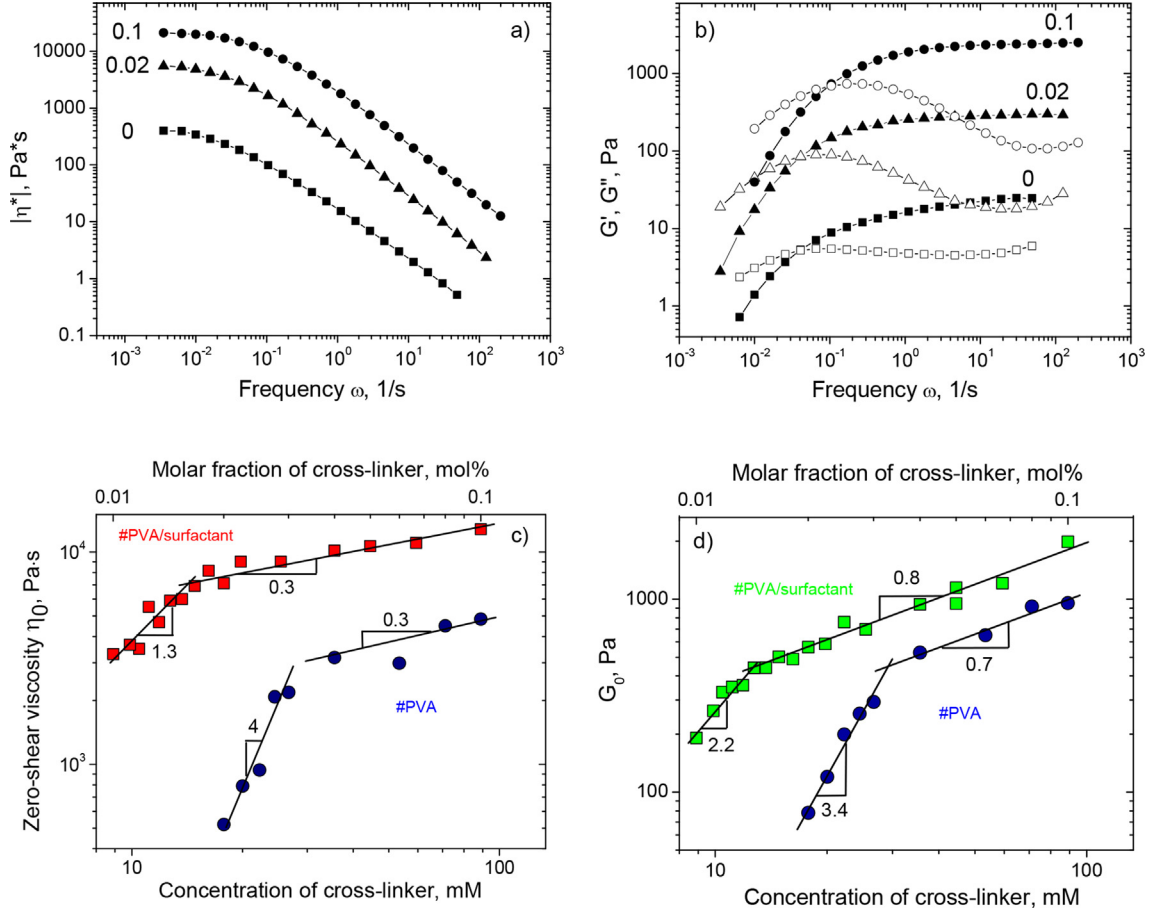 a)
0.1
0.02
0
10000
1000
100
10
1
0.1
|η*|, Pa*s
10⁻³ 10⁻² 10⁻¹ 10⁰ 10¹ 10² 10³
Frequency ω, 1/s
b)
0.1
0.02
0
1000
100
10
1
G', G'', Pa
10⁻³ 10⁻² 10⁻¹ 10⁰ 10¹ 10² 10³
Frequency ω, 1/s
Molar fraction of cross-linker, mol%
0.01 0.1
#PVA/surfactant
c)
10⁴
10³
Zero-shear viscosity η₀, Pa·s
0.3
1.3
0.3
4
#PVA
10 100
Concentration of cross-linker, mM
Molar fraction of cross-linker, mol%
0.01 0.1
d)
#PVA/surfactant
0.8
1000
100
G₀, Pa
0.7
2.2
#PVA
3.4
10 100
Concentration of cross-linker, mM